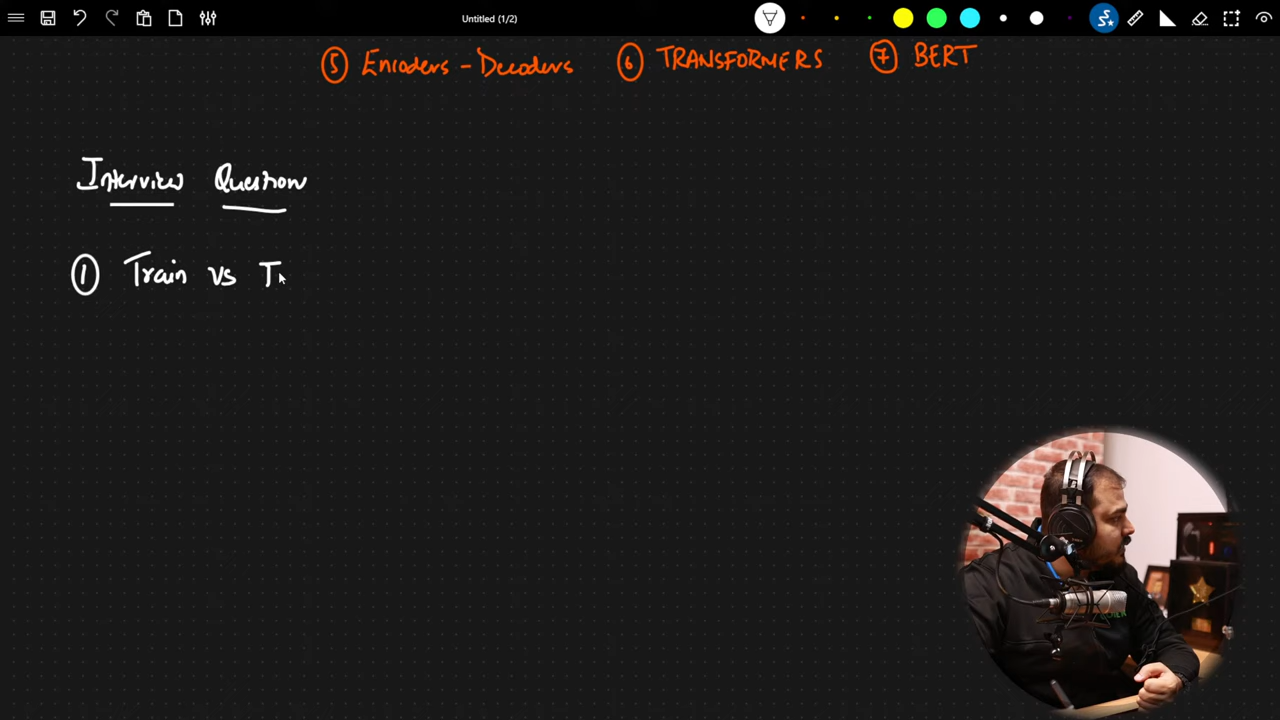 Untitled (1/2)
⑤ Encoders - Decoders ⑥ TRANSFORMERS ⑦ BERT
Interview Question
① Train vs T